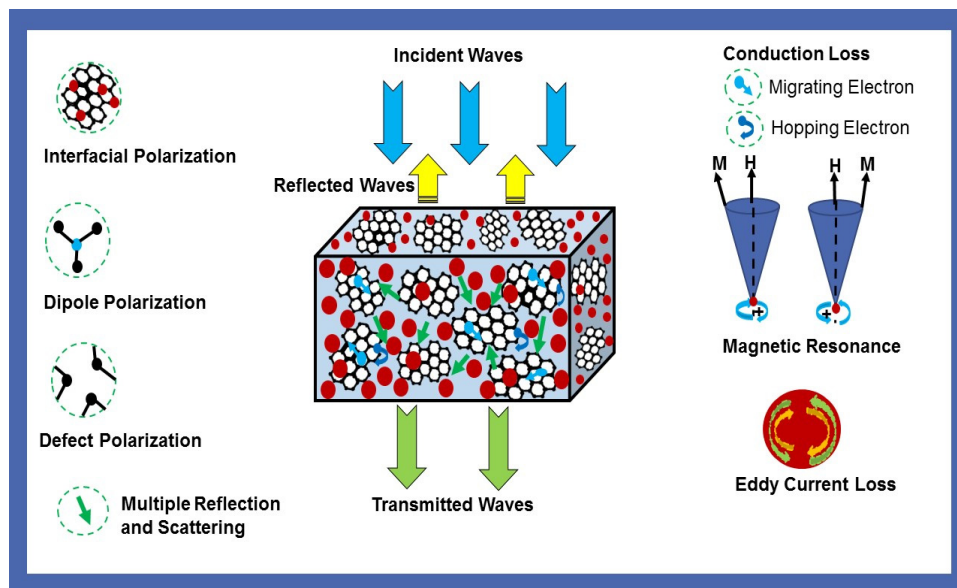 Incident Waves
Reflected Waves
Transmitted Waves
Interfacial Polarization
Dipole Polarization
Defect Polarization
Multiple Reflection
and Scattering
Conduction Loss
Migrating Electron
Hopping Electron
M H H M
+ +
- -
Magnetic Resonance
Eddy Current Loss